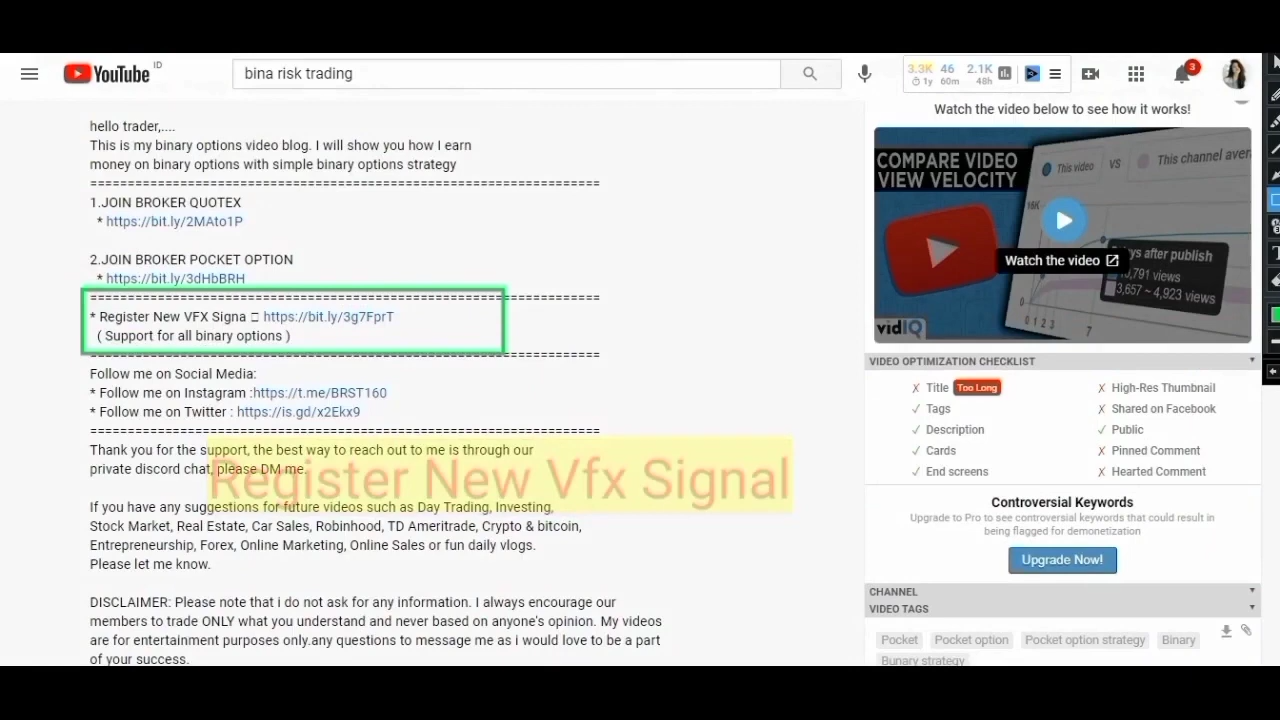 YouTube ID
bina risk trading
3.3K 46 2.1K
1y 60m 48h
3
hello trader,....
This is my binary options video blog. I will show you how I earn
money on binary options with simple binary options strategy
====================================================================
1.JOIN BROKER QUOTEX
* https://bit.ly/2MAto1P
2.JOIN BROKER POCKET OPTION
* https://bit.ly/3dHbBRH
====================================================================
* Register New VFX Signa https://bit.ly/3g7FprT
( Support for all binary options )
====================================================================
Follow me on Social Media:
* Follow me on Instagram :https://t.me/BRST160
* Follow me on Twitter : https://is.gd/x2Ekx9
====================================================================
Thank you for the support, the best way to reach out to me is through our
private discord chat, please DM me.
Register New Vfx Signal
If you have any suggestions for future videos such as Day Trading, Investing,
Stock Market, Real Estate, Car Sales, Robinhood, TD Ameritrade, Crypto & bitcoin,
Entrepreneurship, Forex, Online Marketing, Online Sales or fun daily vlogs.
Please let me know.
DISCLAIMER: Please note that i do not ask for any information. I always encourage our
members to trade ONLY what you understand and never based on anyone's opinion. My videos
are for entertainment purposes only.any questions to message me as i would love to be a part
of your success.
Watch the video below to see how it works!
COMPARE VIDEO
VIEW VELOCITY
This video VS This channel
Watch the video
days after publish
views
3,657 ~ 4,923 views
0 1 2 3 7
vidIQ
VIDEO OPTIMIZATION CHECKLIST
✗ Title Too Long ✗ High-Res Thumbnail
✓ Tags ✗ Shared on Facebook
✓ Description ✓ Public
✓ Cards ✗ Pinned Comment
✓ End screens ✗ Hearted Comment
Controversial Keywords
Upgrade to Pro to see controversial keywords that could result in
being flagged for demonetization
Upgrade Now!
CHANNEL
VIDEO TAGS
Pocket Pocket option Pocket option strategy Binary
Bunary strategy